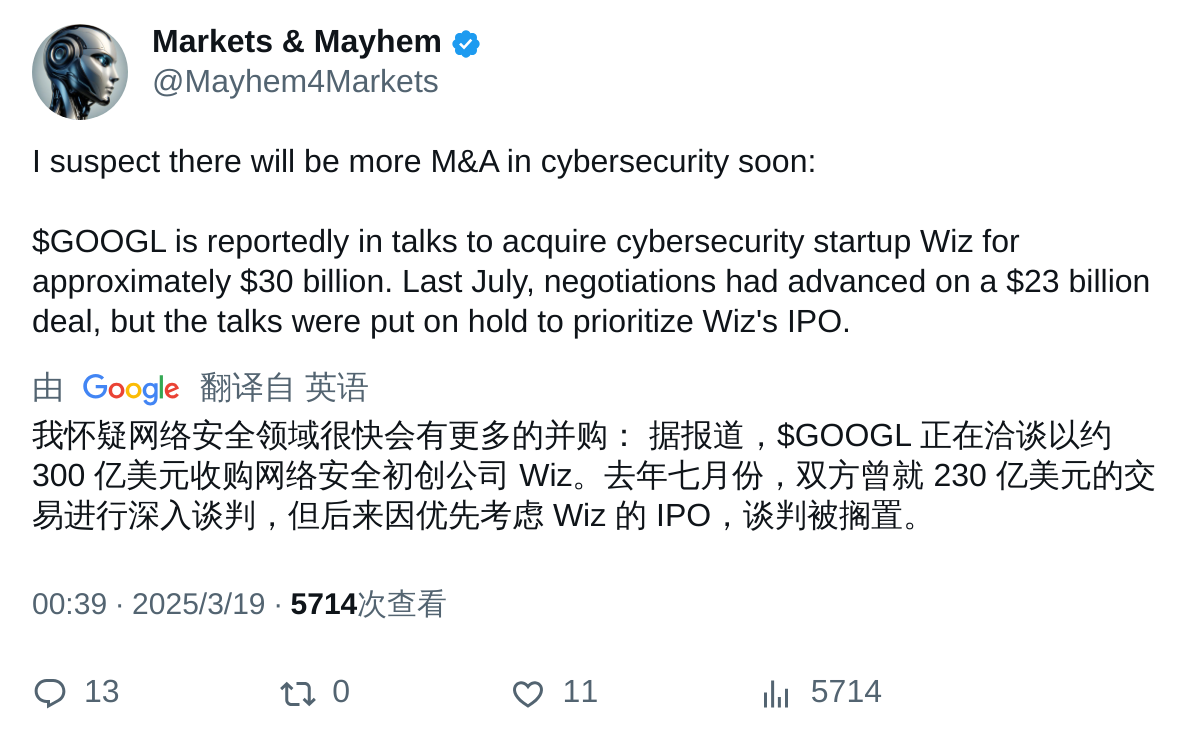 Markets & Mayhem
@Mayhem4Markets
I suspect there will be more M&A in cybersecurity soon:
$GOOGL is reportedly in talks to acquire cybersecurity startup Wiz for
approximately $30 billion. Last July, negotiations had advanced on a $23 billion
deal, but the talks were put on hold to prioritize Wiz's IPO.
由 Google 翻译自 英语
我怀疑网络安全领域很快会有更多的并购： 据报道，$GOOGL 正在洽谈以约
300 亿美元收购网络安全初创公司 Wiz。去年七月份，双方曾就 230 亿美元的交
易进行深入谈判，但后来因优先考虑 Wiz 的 IPO，谈判被搁置。
00:39 · 2025/3/19 · 5714次查看
13 0 11 5714